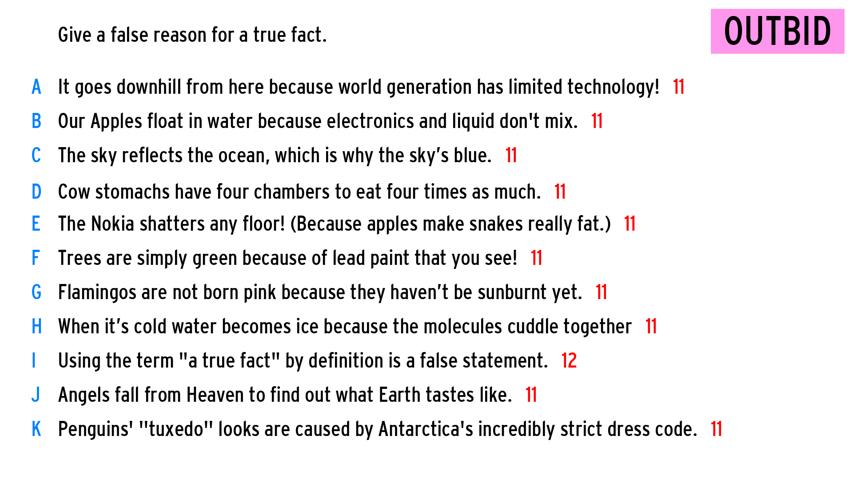 Give a false reason for a true fact.
OUTBID
A It goes downhill from here because world generation has limited technology! 11
B Our Apples float in water because electronics and liquid don't mix. 11
C The sky reflects the ocean, which is why the sky’s blue. 11
D Cow stomachs have four chambers to eat four times as much. 11
E The Nokia shatters any floor! (Because apples make snakes really fat.) 11
F Trees are simply green because of lead paint that you see! 11
G Flamingos are not born pink because they haven’t be sunburnt yet. 11
H When it’s cold water becomes ice because the molecules cuddle together 11
I Using the term "a true fact" by definition is a false statement. 12
J Angels fall from Heaven to find out what Earth tastes like. 11
K Penguins' "tuxedo" looks are caused by Antarctica's incredibly strict dress code. 11